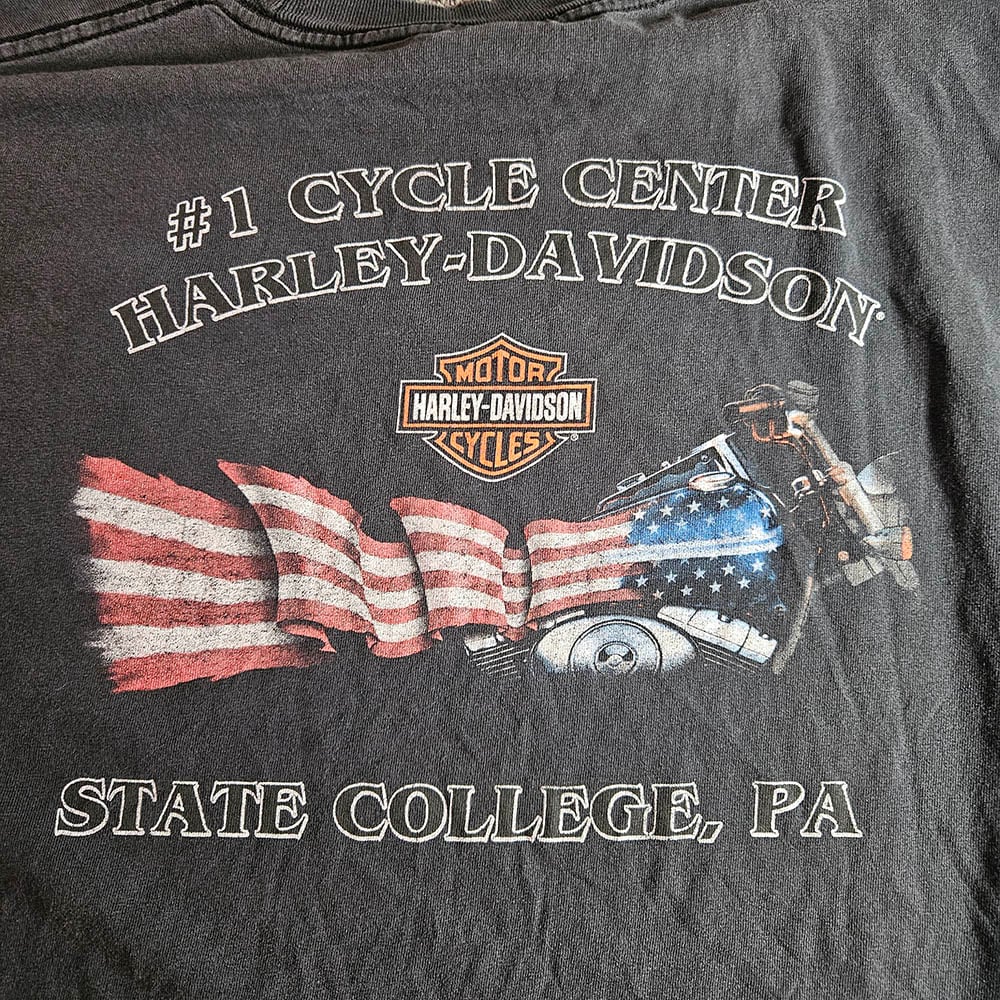 #1 CYCLE CENTER
HARLEY-DAVIDSON®
MOTOR
HARLEY-DAVIDSON
CYCLES®
STATE COLLEGE, PA